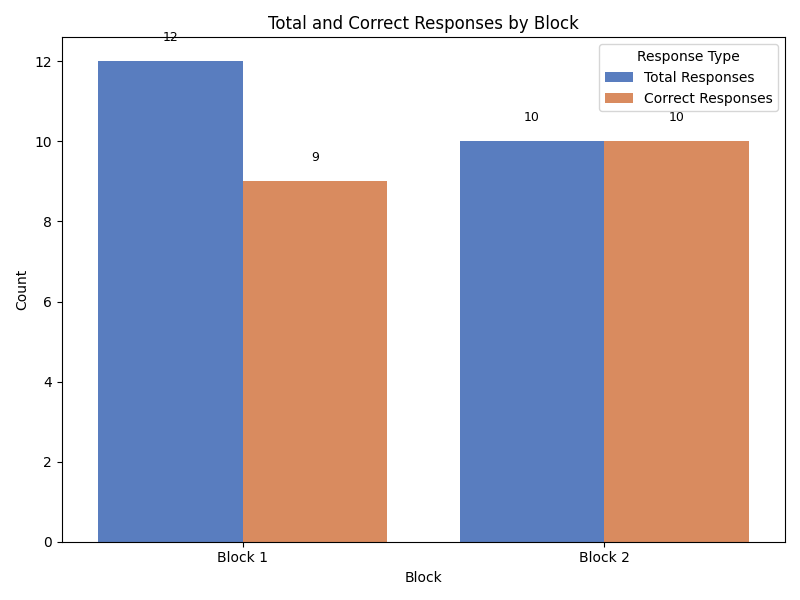 Total and Correct Responses by Block
12
Response Type
Total Responses
Correct Responses
12
10
8
6
4
2
0
10
10
9
Count
Block 1
Block 2
Block